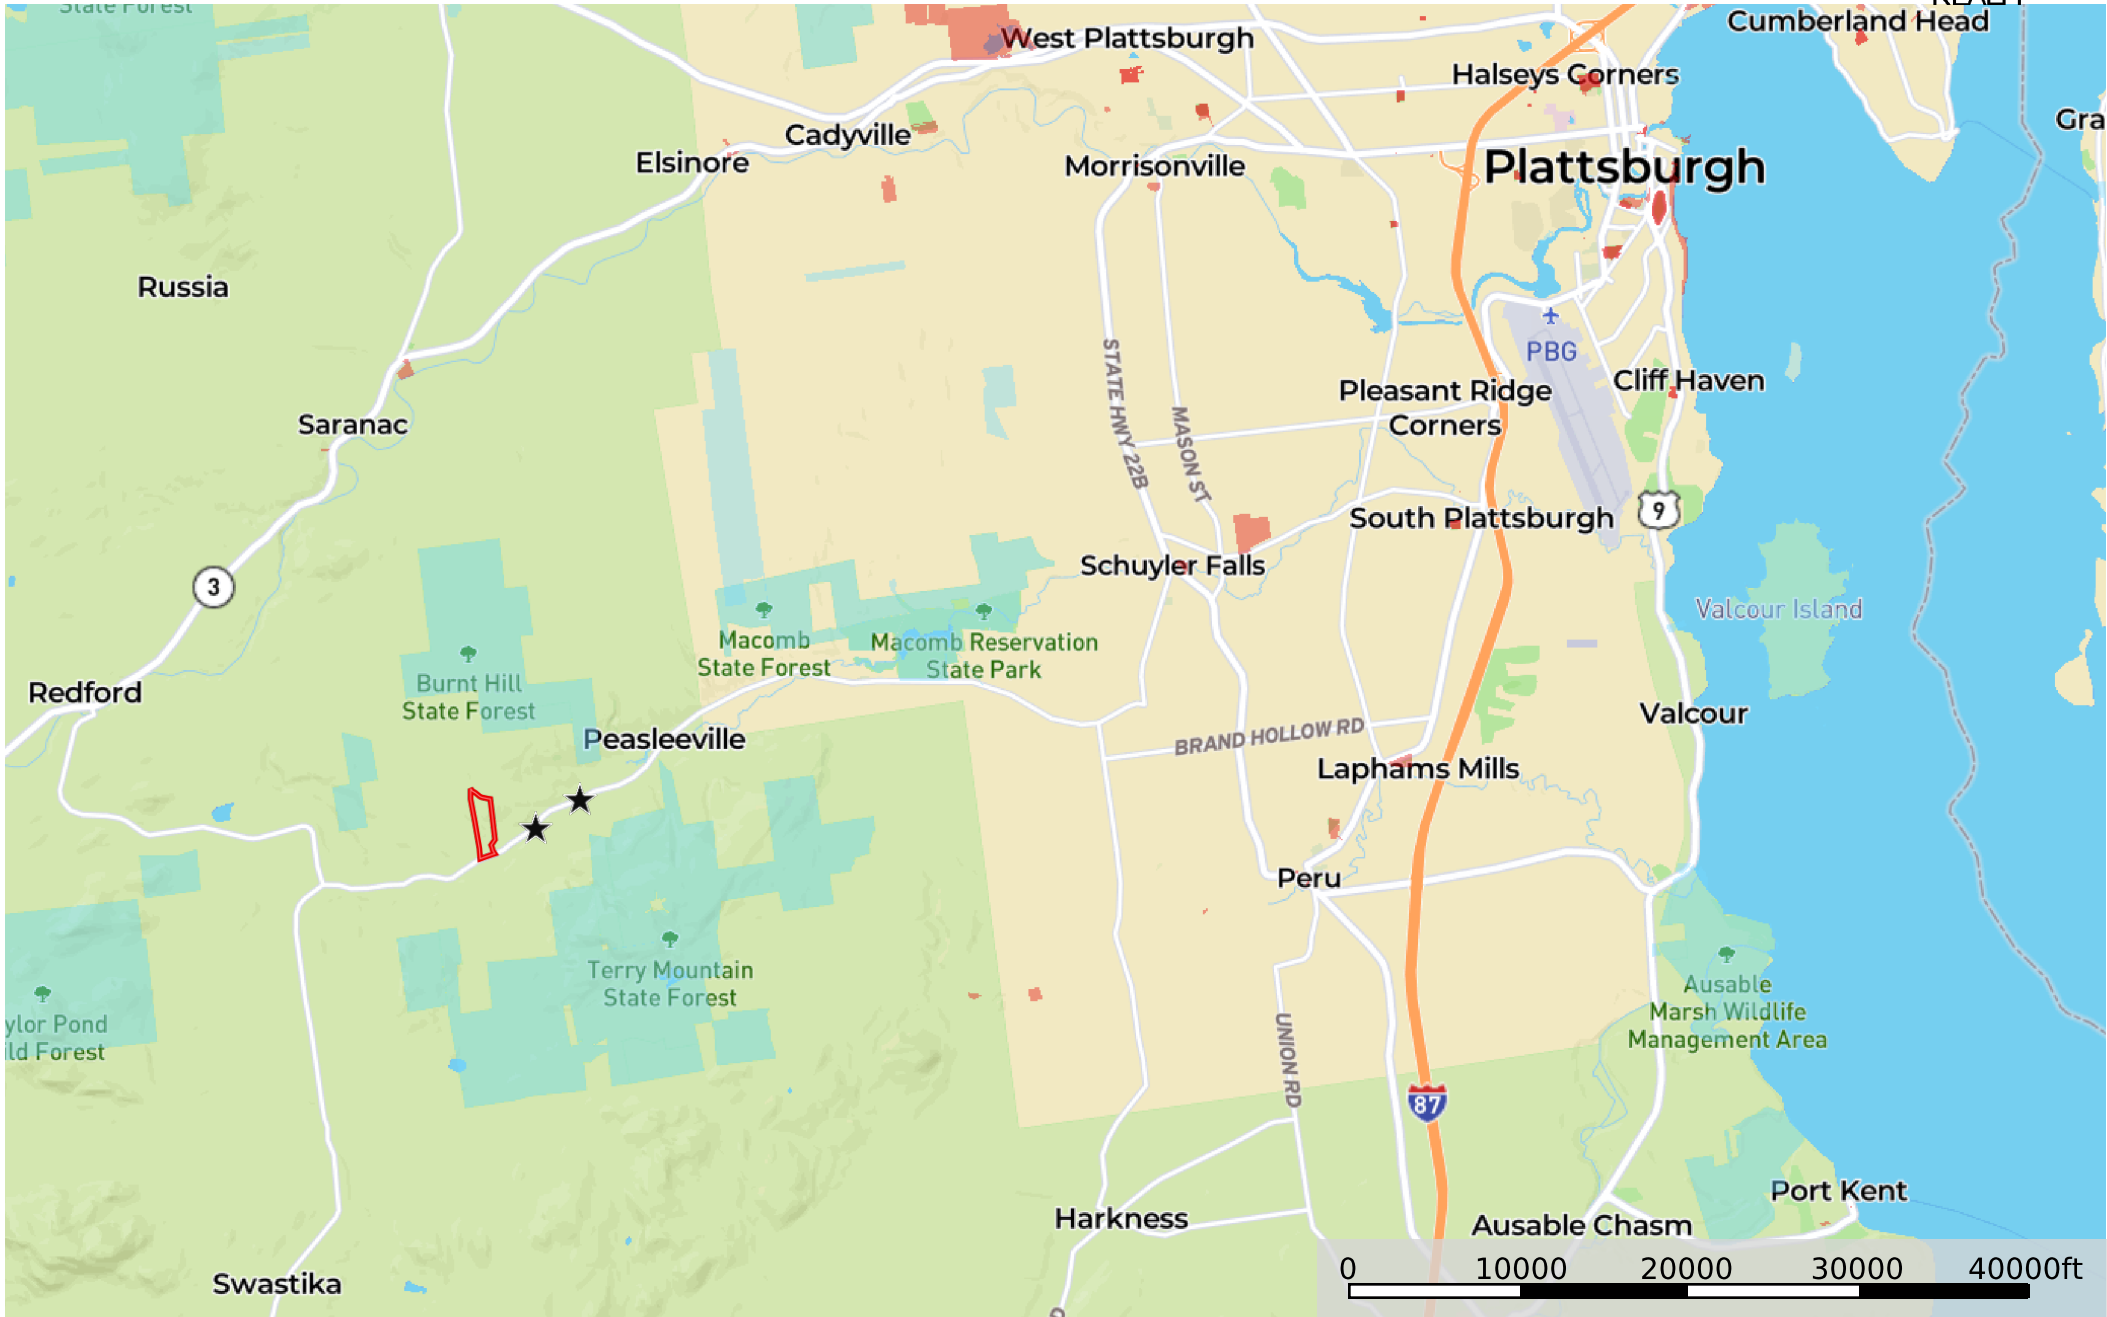 State Forest
Cumberland Head
West Plattsburgh
Halseys Corners
Gra
Cadyville
Elsinore
Morrisonville
Plattsburgh
Russia
PBG
STATE HWY 22B
MASON ST
Pleasant Ridge
Corners
Cliff Haven
Saranac
9
South Plattsburgh
Schuyler Falls
3
Valcour Island
Macomb
State Forest
Macomb Reservation
State Park
Burnt Hill
State Forest
Redford
Valcour
Peasleeville
BRAND HOLLOW RD
Laphams Mills
Peru
Terry Mountain
State Forest
Ausable
Marsh Wildlife
Management Area
ylor Pond
ild Forest
UNION RD
87
Port Kent
Harkness
Ausable Chasm
Swastika
0 10000 20000 30000 40000ft